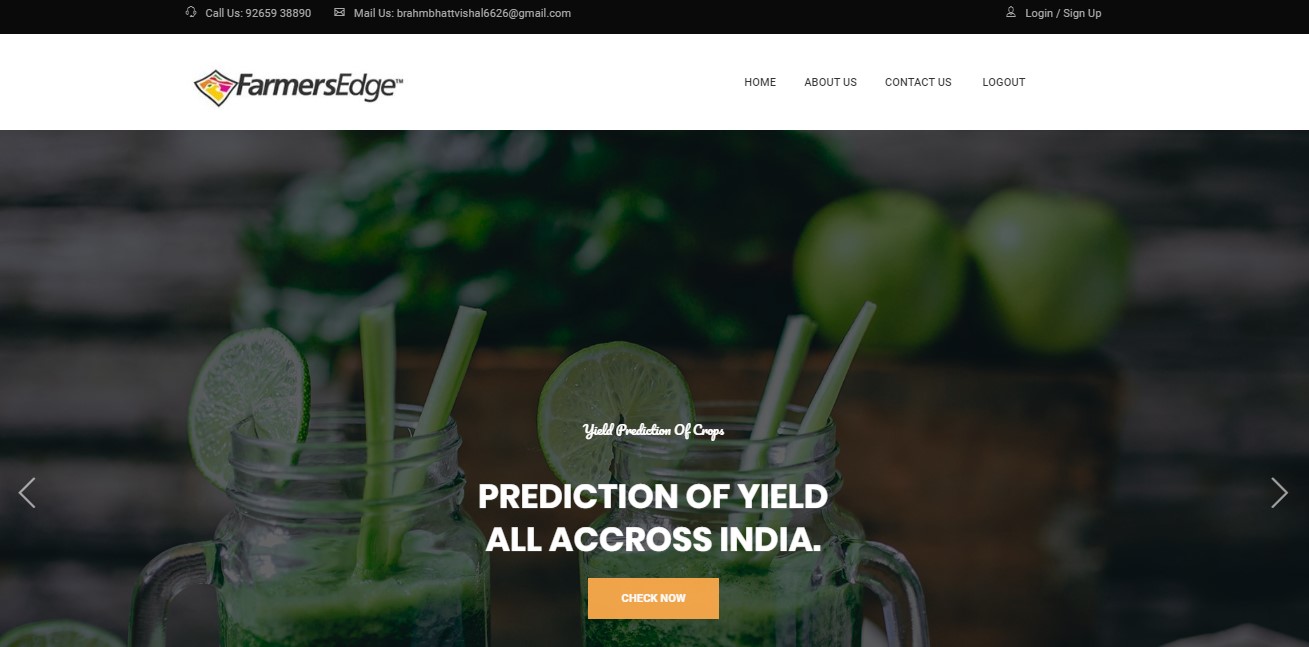 Call Us: 92659 38890
Mail Us: brahmbhattvishal6626@gmail.com
Login / Sign Up
FarmersEdge™
HOME
ABOUT US
CONTACT US
LOGOUT
Yield Prediction Of Crops
PREDICTION OF YIELD
ALL ACCROSS INDIA.
CHECK NOW